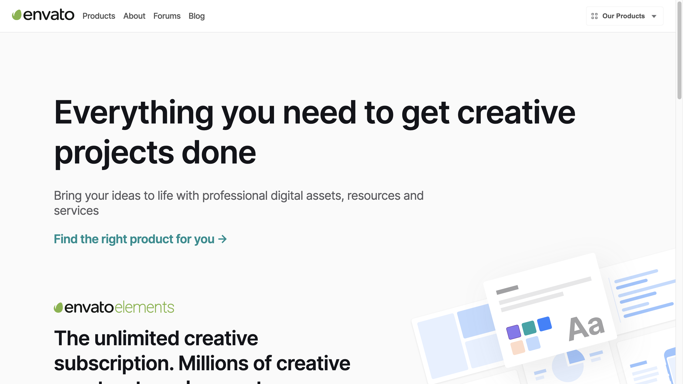 envato Products About Forums Blog Our Products
Everything you need to get creative
projects done
Bring your ideas to life with professional digital assets, resources and
services
Find the right product for you →
envatoelements
The unlimited creative
subscription. Millions of creative
Aa